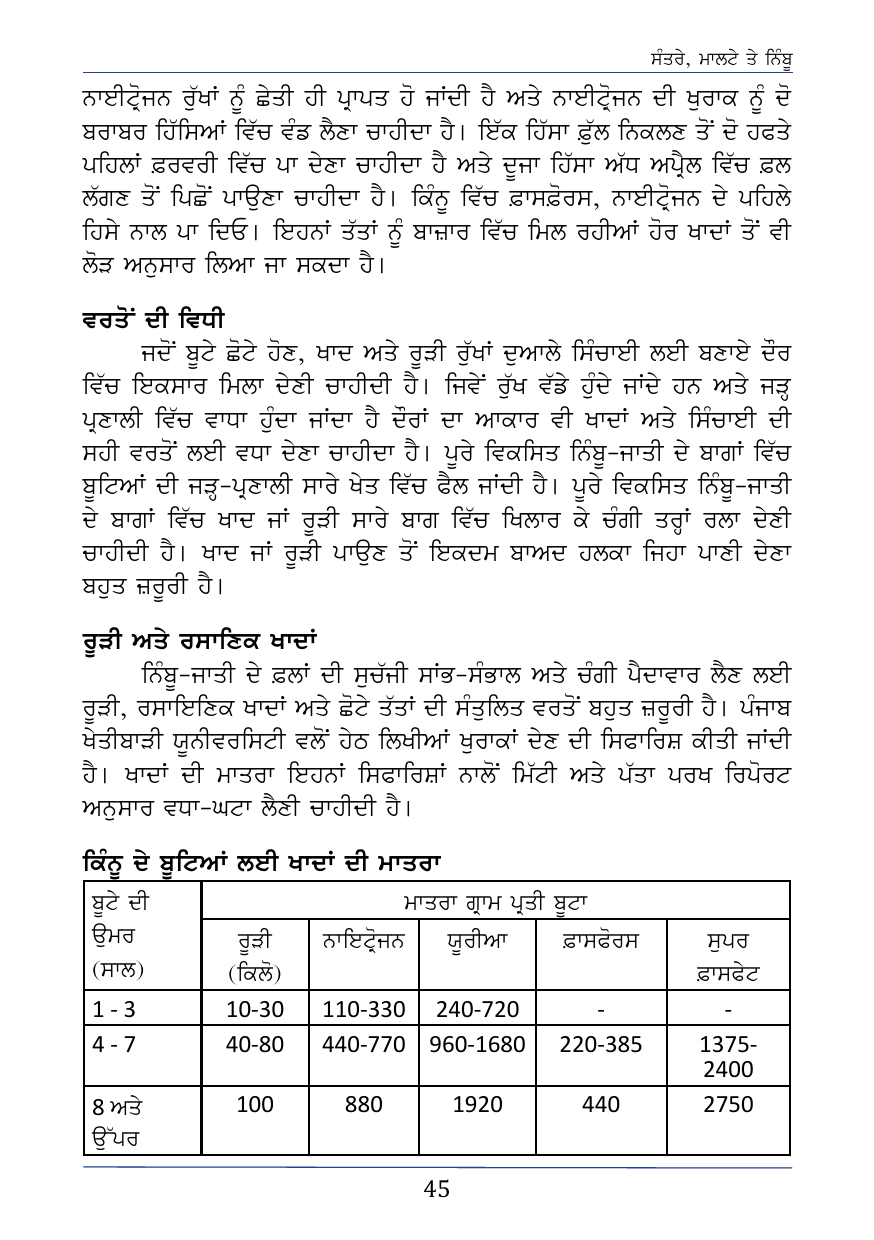 ਸੰਤਰੇ, ਮਾਲਟੇ ਤੇ ਨਿੰਬੂ
ਨਾਈਟ੍ਰੋਜਨ ਰੁੱਖਾਂ ਨੂੰ ਛੇਤੀ ਹੀ ਪ੍ਰਾਪਤ ਹੋ ਜਾਂਦੀ ਹੈ ਅਤੇ ਨਾਈਟ੍ਰੋਜਨ ਦੀ ਖੁਰਾਕ ਨੂੰ ਦੋ
ਬਰਾਬਰ ਹਿੱਸਿਆਂ ਵਿੱਚ ਵੰਡ ਲੈਣਾ ਚਾਹੀਦਾ ਹੈ। ਇੱਕ ਹਿੱਸਾ ਫ਼ੁੱਲ ਨਿਕਲਣ ਤੋਂ ਦੋ ਹਫਤੇ
ਪਹਿਲਾਂ ਫ਼ਰਵਰੀ ਵਿੱਚ ਪਾ ਦੇਣਾ ਚਾਹੀਦਾ ਹੈ ਅਤੇ ਦੂਜਾ ਹਿੱਸਾ ਅੱਧ ਅਪ੍ਰੈਲ ਵਿੱਚ ਫ਼ਲ
ਲੱਗਣ ਤੋਂ ਪਿਛੋਂ ਪਾਉਣਾ ਚਾਹੀਦਾ ਹੈ। ਕਿੰਨੂ ਵਿੱਚ ਫ਼ਾਸਫ਼ੋਰਸ, ਨਾਈਟ੍ਰੋਜਨ ਦੇ ਪਹਿਲੇ
ਹਿਸੇ ਨਾਲ ਪਾ ਦਿਓ। ਇਹਨਾਂ ਤੱਤਾਂ ਨੂੰ ਬਾਜ਼ਾਰ ਵਿੱਚ ਮਿਲ ਰਹੀਆਂ ਹੋਰ ਖਾਦਾਂ ਤੋਂ ਵੀ
ਲੋੜ ਅਨੁਸਾਰ ਲਿਆ ਜਾ ਸਕਦਾ ਹੈ।
ਵਰਤੋਂ ਦੀ ਵਿਧੀ
ਜਦੋਂ ਬੂਟੇ ਛੋਟੇ ਹੋਣ, ਖਾਦ ਅਤੇ ਰੂੜੀ ਰੁੱਖਾਂ ਦੁਆਲੇ ਸਿੰਚਾਈ ਲਈ ਬਣਾਏ ਦੌਰ
ਵਿੱਚ ਇਕਸਾਰ ਮਿਲਾ ਦੇਣੀ ਚਾਹੀਦੀ ਹੈ। ਜਿਵੇਂ ਰੁੱਖ ਵੱਡੇ ਹੁੰਦੇ ਜਾਂਦੇ ਹਨ ਅਤੇ ਜੜ੍ਹ
ਪ੍ਰਣਾਲੀ ਵਿੱਚ ਵਾਧਾ ਹੁੰਦਾ ਜਾਂਦਾ ਹੈ ਦੌਰਾਂ ਦਾ ਆਕਾਰ ਵੀ ਖਾਦਾਂ ਅਤੇ ਸਿੰਚਾਈ ਦੀ
ਸਹੀ ਵਰਤੋਂ ਲਈ ਵਧਾ ਦੇਣਾ ਚਾਹੀਦਾ ਹੈ। ਪੂਰੇ ਵਿਕਸਿਤ ਨਿੰਬੂ-ਜਾਤੀ ਦੇ ਬਾਗਾਂ ਵਿੱਚ
ਬੂਟਿਆਂ ਦੀ ਜੜ੍ਹ-ਪ੍ਰਣਾਲੀ ਸਾਰੇ ਖੇਤ ਵਿੱਚ ਫੈਲ ਜਾਂਦੀ ਹੈ। ਪੂਰੇ ਵਿਕਸਿਤ ਨਿੰਬੂ-ਜਾਤੀ
ਦੇ ਬਾਗਾਂ ਵਿੱਚ ਖਾਦ ਜਾਂ ਰੂੜੀ ਸਾਰੇ ਬਾਗ ਵਿੱਚ ਖਿਲਾਰ ਕੇ ਚੰਗੀ ਤਰ੍ਹਾਂ ਰਲਾ ਦੇਣੀ
ਚਾਹੀਦੀ ਹੈ। ਖਾਦ ਜਾਂ ਰੂੜੀ ਪਾਉਣ ਤੋਂ ਇਕਦਮ ਬਾਅਦ ਹਲਕਾ ਜਿਹਾ ਪਾਣੀ ਦੇਣਾ
ਬਹੁਤ ਜ਼ਰੂਰੀ ਹੈ।
ਰੂੜੀ ਅਤੇ ਰਸਾਣਿਕ ਖਾਦਾਂ
ਨਿੰਬੂ-ਜਾਤੀ ਦੇ ਫ਼ਲਾਂ ਦੀ ਸੁਚੱਜੀ ਸਾਂਭ-ਸੰਭਾਲ ਅਤੇ ਚੰਗੀ ਪੈਦਾਵਾਰ ਲੈਣ ਲਈ
ਰੂੜੀ, ਰਸਾਇਣਿਕ ਖਾਦਾਂ ਅਤੇ ਛੋਟੇ ਤੱਤਾਂ ਦੀ ਸੰਤੁਲਿਤ ਵਰਤੋਂ ਬਹੁਤ ਜ਼ਰੂਰੀ ਹੈ। ਪੰਜਾਬ
ਖੇਤੀਬਾੜੀ ਯੂਨੀਵਰਸਿਟੀ ਵਲੋਂ ਹੇਠ ਲਿਖੀਆਂ ਖੁਰਾਕਾਂ ਦੇਣ ਦੀ ਸਿਫਾਰਿਸ਼ ਕੀਤੀ ਜਾਂਦੀ
ਹੈ। ਖਾਦਾਂ ਦੀ ਮਾਤਰਾ ਇਹਨਾਂ ਸਿਫਾਰਿਸ਼ਾਂ ਨਾਲੋਂ ਮਿੱਟੀ ਅਤੇ ਪੱਤਾ ਪਰਖ ਰਿਪੋਰਟ
ਅਨੁਸਾਰ ਵਧਾ-ਘਟਾ ਲੈਣੀ ਚਾਹੀਦੀ ਹੈ।
ਕਿੰਨੂ ਦੇ ਬੂਟਿਆਂ ਲਈ ਖਾਦਾਂ ਦੀ ਮਾਤਰਾ
ਬੂਟੇ ਦੀ ਮਾਤਰਾ ਗ੍ਰਾਮ ਪ੍ਰਤੀ ਬੂਟਾ
ਉਮਰ ਰੂੜੀ ਨਾਇਟ੍ਰੋਜਨ ਯੂਰੀਆ ਫ਼ਾਸਫੋਰਸ ਸੁਪਰ
(ਸਾਲ) (ਕਿਲੋ) ਫ਼ਾਸਫੇਟ
1 - 3 10-30 110-330 240-720 - -
4 - 7 40-80 440-770 960-1680 220-385 1375-
2400
8 ਅਤੇ 100 880 1920 440 2750
ਉੱਪਰ
45